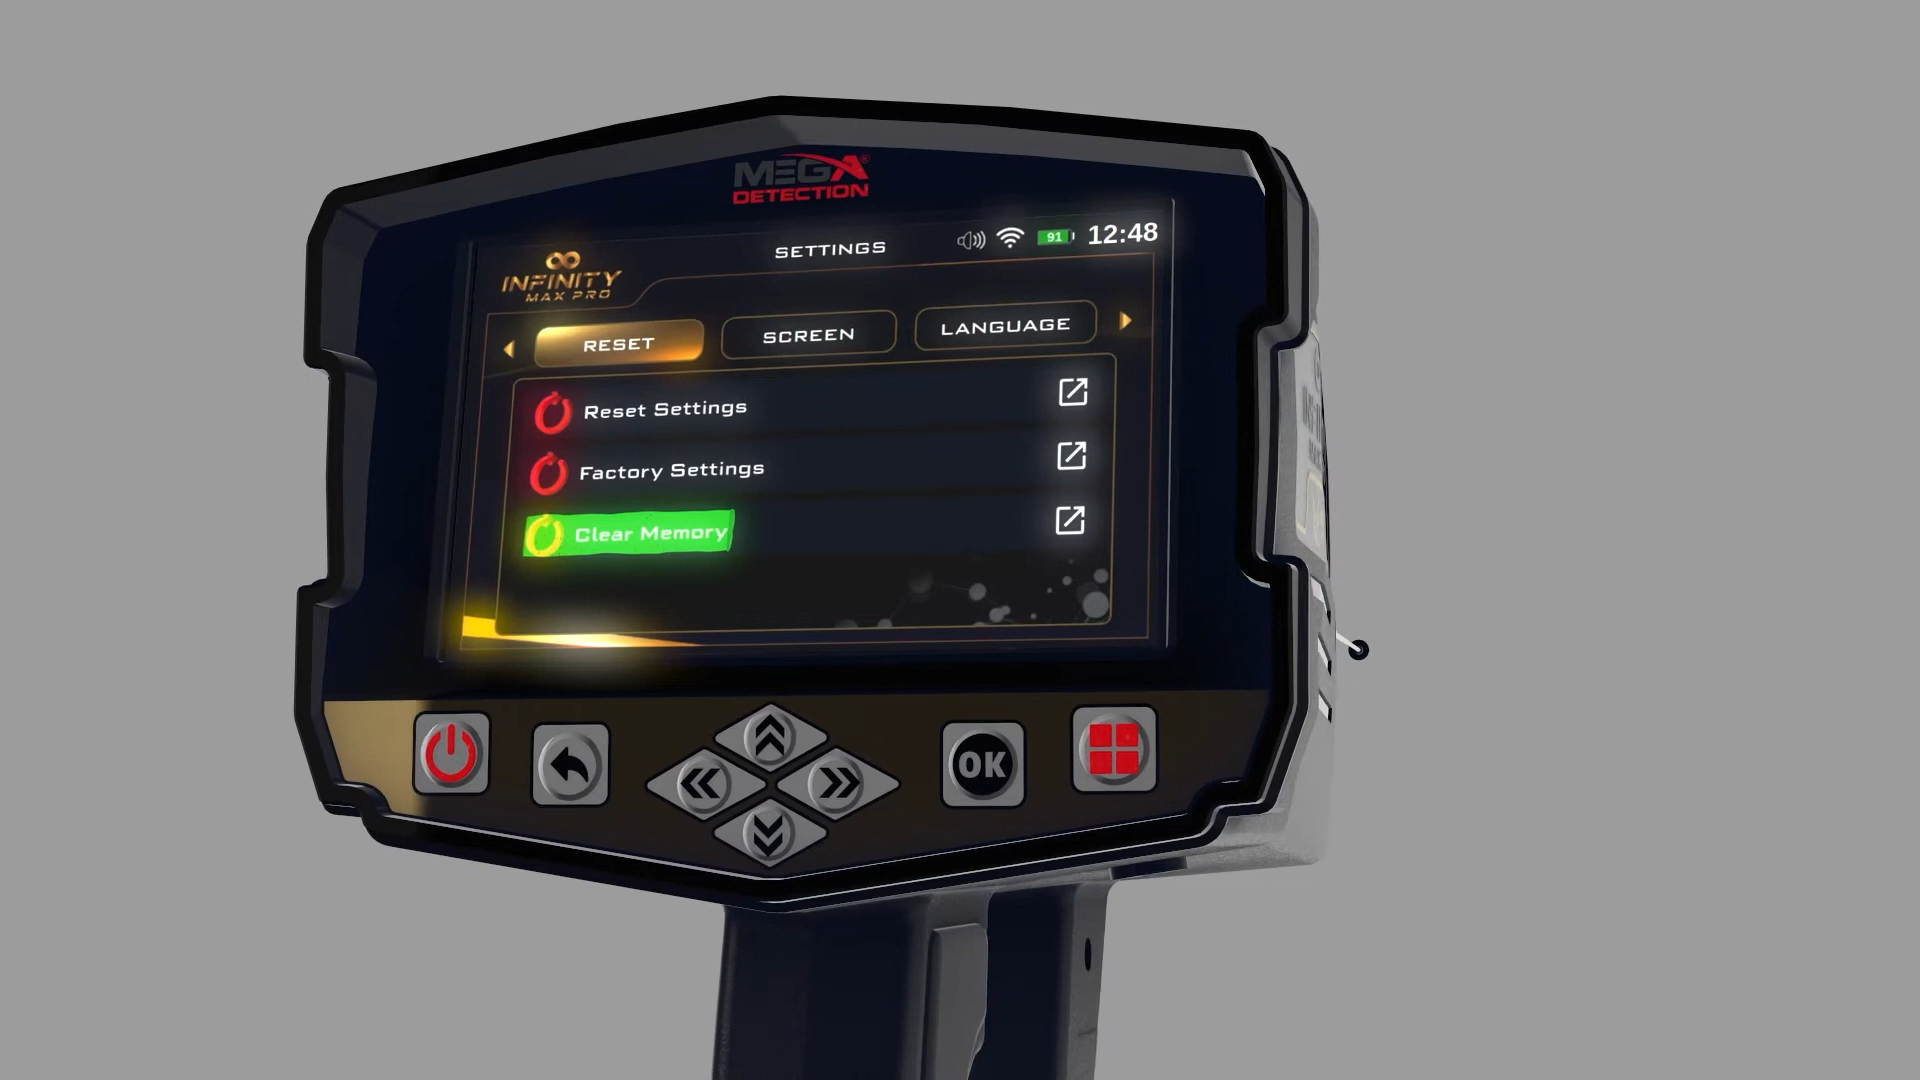 MEGA
DETECTION
SETTINGS
91
12:48
INFINITY
MAX PRO
RESET
SCREEN
LANGUAGE
Reset Settings
Factory Settings
Clear Memory
OK